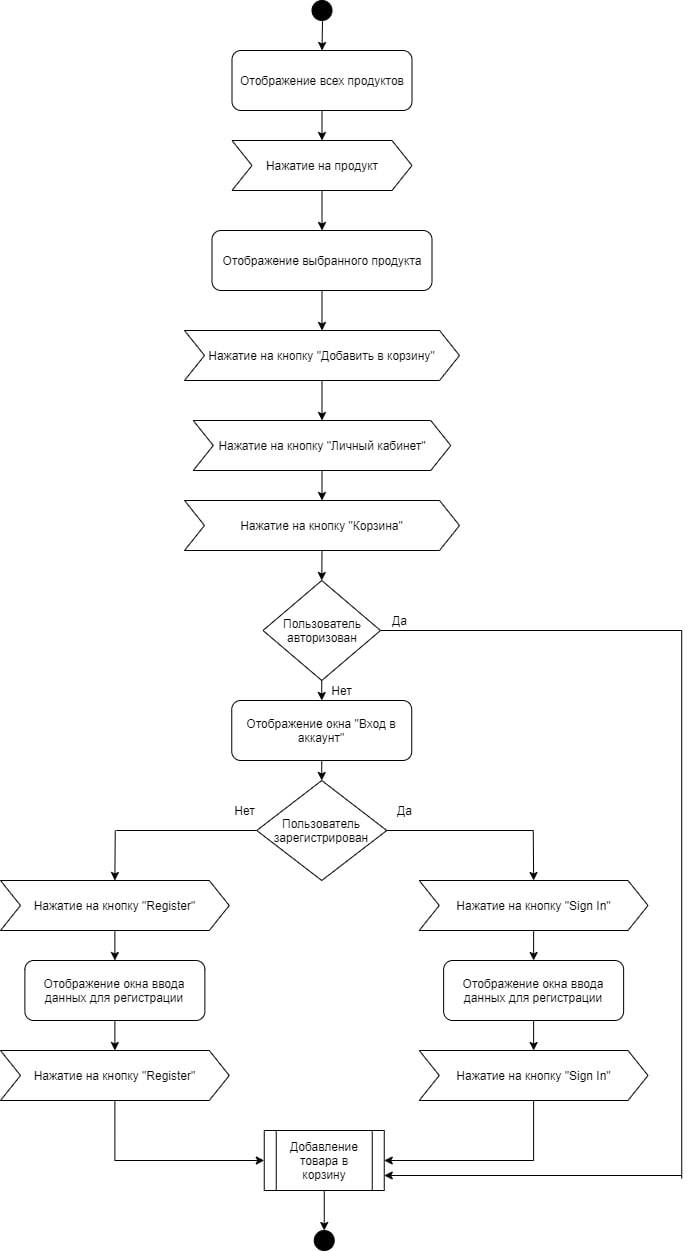 Отображение всех продуктов
Нажатие на продукт
Отображение выбранного продукта
Нажатие на кнопку "Добавить в корзину"
Нажатие на кнопку "Личный кабинет"
Нажатие на кнопку "Корзина"
Пользователь
авторизован
Да
Нет
Отображение окна "Вход в
аккаунт"
Пользователь
зарегистрирован
Нет
Да
Нажатие на кнопку "Register"
Отображение окна ввода
данных для регистрации
Нажатие на кнопку "Register"
Нажатие на кнопку "Sign In"
Отображение окна ввода
данных для регистрации
Нажатие на кнопку "Sign In"
Добавление
товара в
корзину